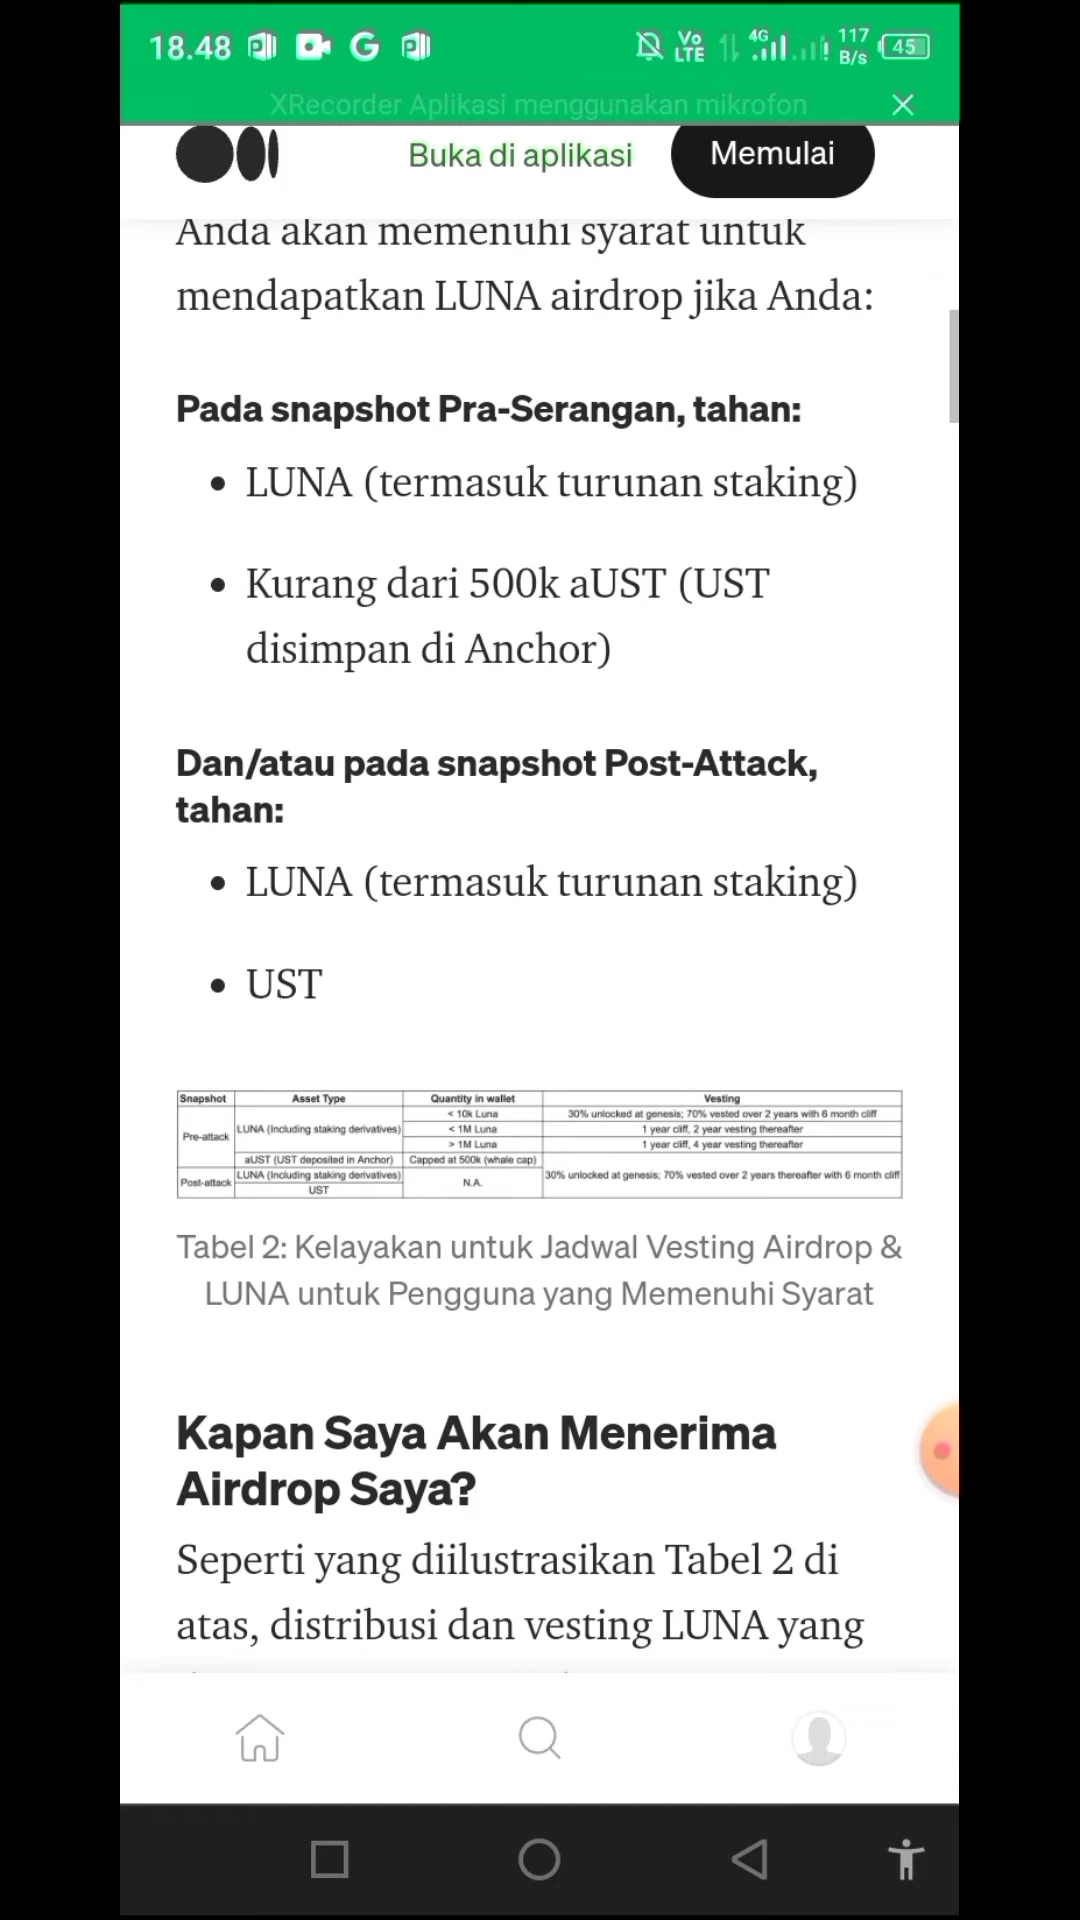 18.48
Vo
LTE
4G
117
B/s
45
XRecorder Aplikasi menggunakan mikrofon
Buka di aplikasi
Memulai
Anda akan memenuhi syarat untuk
mendapatkan LUNA airdrop jika Anda:
Pada snapshot Pra-Serangan, tahan:
• LUNA (termasuk turunan staking)
• Kurang dari 500k aUST (UST
disimpan di Anchor)
Dan/atau pada snapshot Post-Attack,
tahan:
• LUNA (termasuk turunan staking)
• UST
Snapshot Asset Type Quantity in wallet Vesting
Pre-attack LUNA (Including staking derivatives) < 10k Luna 30% unlocked at genesis; 70% vested over 2 years with 6 month cliff
< 1M Luna 1 year cliff, 2 year vesting thereafter
> 1M Luna 1 year cliff, 4 year vesting thereafter
aUST (UST deposited in Anchor) Capped at 500k (whale cap)
Post-attack LUNA (Including staking derivatives) N.A. 30% unlocked at genesis; 70% vested over 2 years thereafter with 6 month cliff
UST
Tabel 2: Kelayakan untuk Jadwal Vesting Airdrop &
LUNA untuk Pengguna yang Memenuhi Syarat
Kapan Saya Akan Menerima
Airdrop Saya?
Seperti yang diilustrasikan Tabel 2 di
atas, distribusi dan vesting LUNA yang